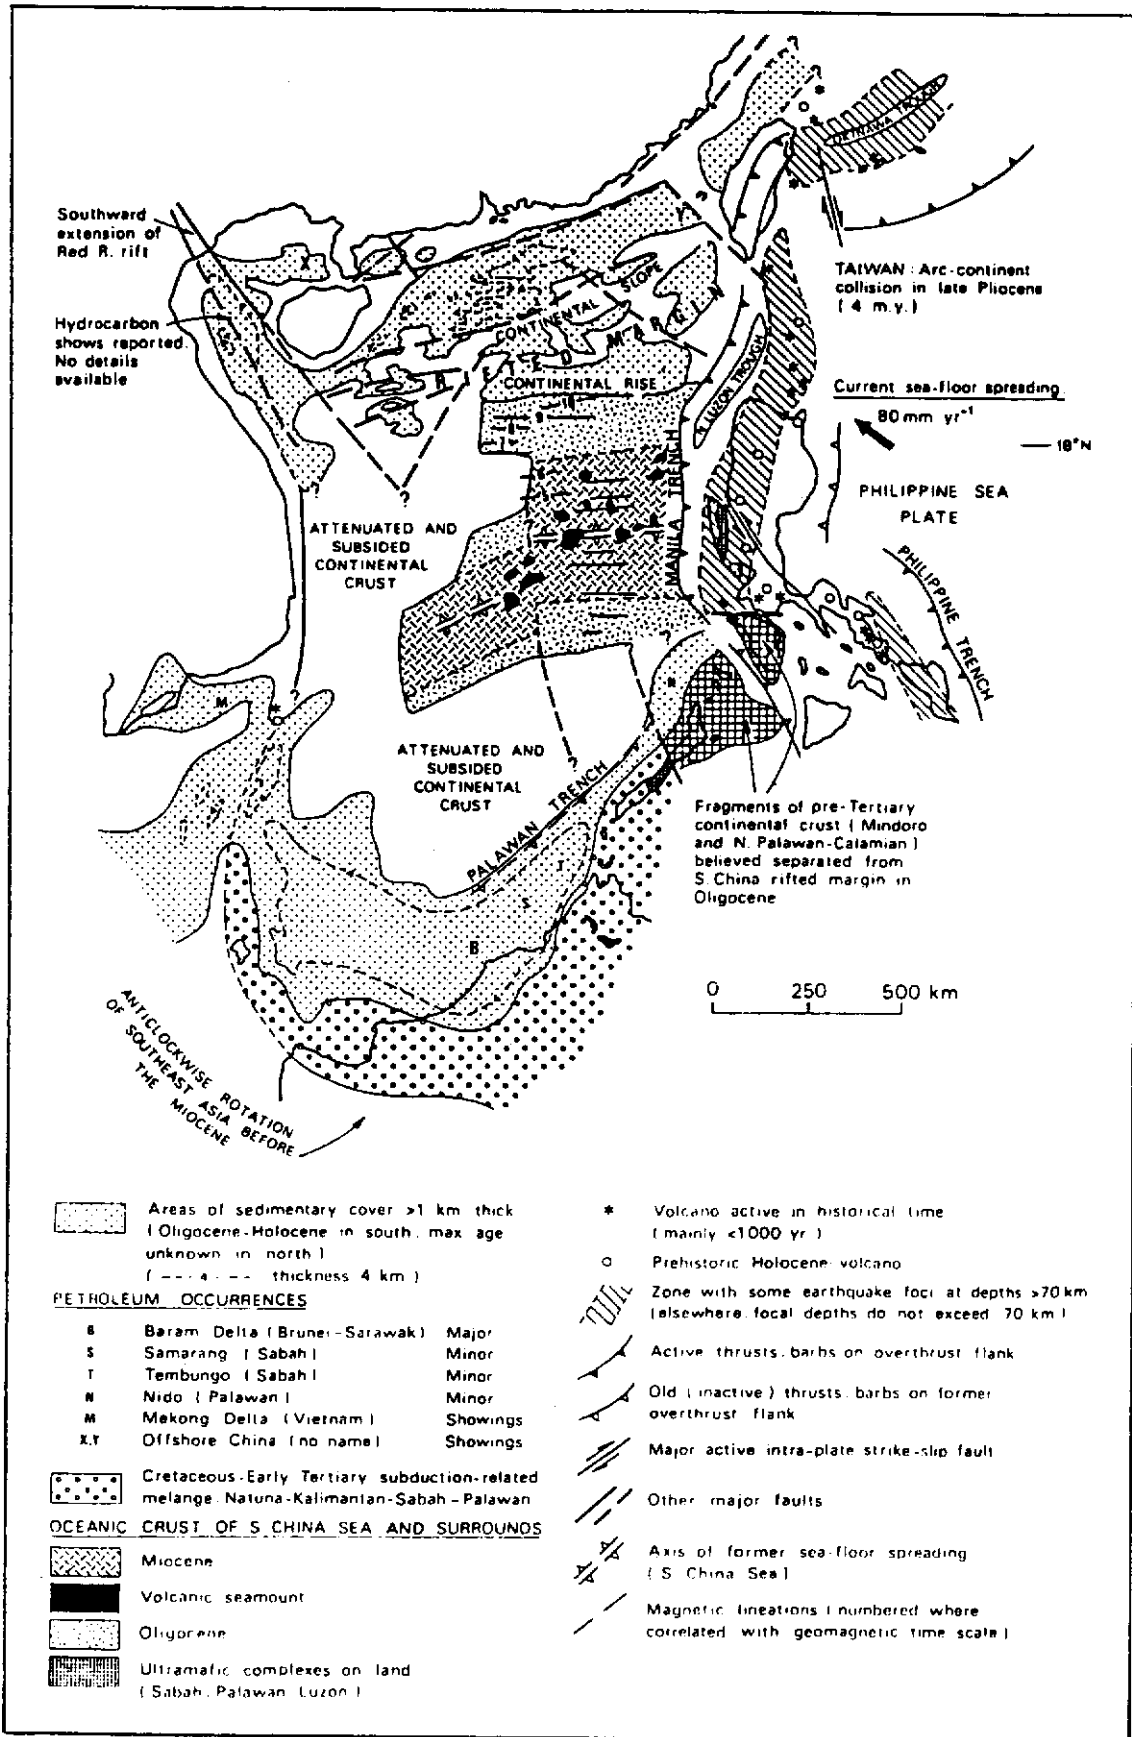 OKINAWA TROUGH
Southward
extension of
Red R. rift
TAIWAN : Arc-continent
collision in late Pliocene
( 4 m.y. )
Hydrocarbon
shows reported.
No details
available
X
CONTINENTAL SLOPE
RIFTED MARGIN
CONTINENTAL RISE
N LUZON TROUGH
MANILA TRENCH
Current sea-floor spreading
80 mm yr⁻¹
18°N
PHILIPPINE SEA
PLATE
PHILIPPINE TRENCH
ATTENUATED AND
SUBSIDED
CONTINENTAL
CRUST
M
ATTENUATED AND
SUBSIDED
CONTINENTAL
CRUST
PALAWAN TRENCH
T
S
B
Fragments of pre-Tertiary
continental crust ( Mindoro
and N. Palawan-Calamian )
believed separated from
S. China rifted margin in
Oligocene
0 250 500 km
ANTICLOCKWISE ROTATION
OF SOUTHEAST ASIA BEFORE
THE MIOCENE
Areas of sedimentary cover >1 km thick
( Oligocene-Holocene in south, max age
unknown in north )
( --- 4 --- thickness 4 km )
PETROLEUM OCCURRENCES
B Baram Delta ( Brunei-Sarawak ) Major
S Samarang ( Sabah ) Minor
T Tembungo ( Sabah ) Minor
N Nido ( Palawan ) Minor
M Mekong Delta ( Vietnam ) Showings
X,Y Offshore China ( no name ) Showings
Cretaceous-Early Tertiary subduction-related
melange Natuna-Kalimantan-Sabah-Palawan
OCEANIC CRUST OF S. CHINA SEA AND SURROUNDS
Miocene
Volcanic seamount
Oligocene
Ultramafic complexes on land
( Sabah, Palawan Luzon )
* Volcano active in historical time
( mainly <1000 yr )
o Prehistoric Holocene volcano
Zone with some earthquake foci at depths >70 km
( elsewhere focal depths do not exceed 70 km )
Active thrusts, barbs on overthrust flank
Old ( inactive ) thrusts, barbs on former
overthrust flank
Major active intra-plate strike-slip fault
Other major faults
Axis of former sea-floor spreading
( S China Sea )
Magnetic lineations ( numbered where
correlated with geomagnetic time scale )